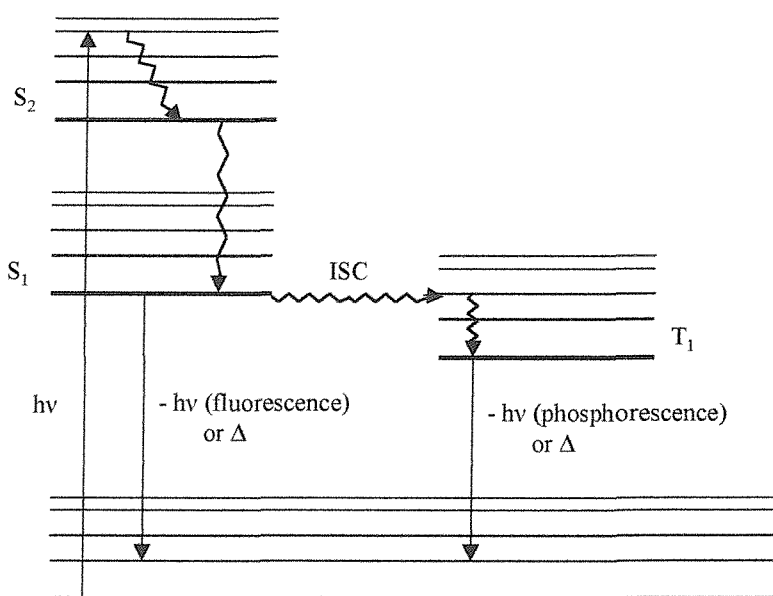 S₂
S₁
ISC
T₁
hν
- hν (fluorescence)
or Δ
- hν (phosphorescence)
or Δ